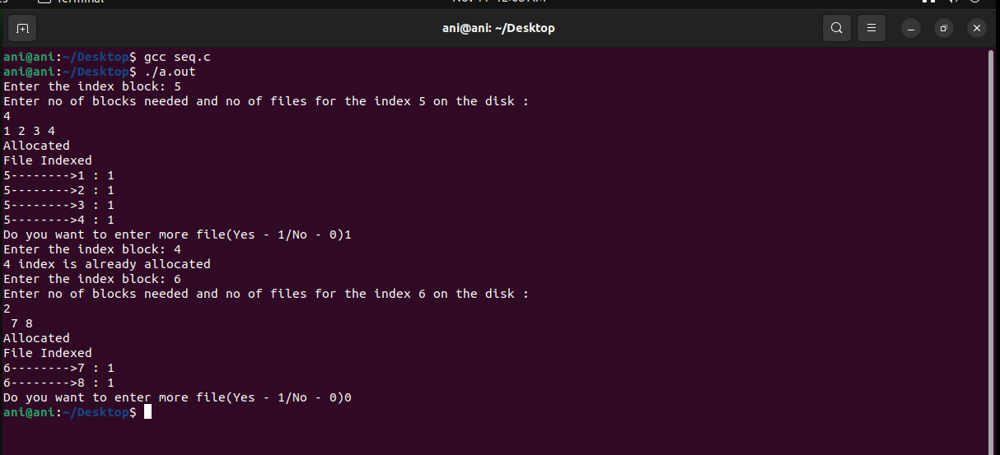 Terminal
ani@ani: ~/Desktop
ani@ani:~/Desktop$ gcc seq.c
ani@ani:~/Desktop$ ./a.out
Enter the index block: 5
Enter no of blocks needed and no of files for the index 5 on the disk :
4
1 2 3 4
Allocated
File Indexed
5-------->1 : 1
5-------->2 : 1
5-------->3 : 1
5-------->4 : 1
Do you want to enter more file(Yes - 1/No - 0)1
Enter the index block: 4
4 index is already allocated
Enter the index block: 6
Enter no of blocks needed and no of files for the index 6 on the disk :
2
 7 8
Allocated
File Indexed
6-------->7 : 1
6-------->8 : 1
Do you want to enter more file(Yes - 1/No - 0)0
ani@ani:~/Desktop$